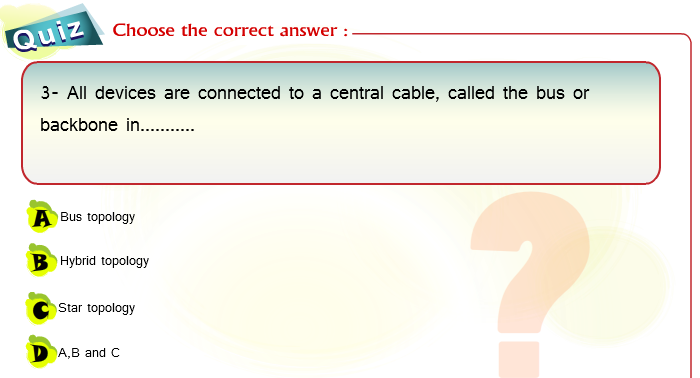 Quiz
Choose the correct answer :
3- All devices are connected to a central cable, called the bus or
backbone in...........
A Bus topology
B Hybrid topology
C Star topology
D A,B and C